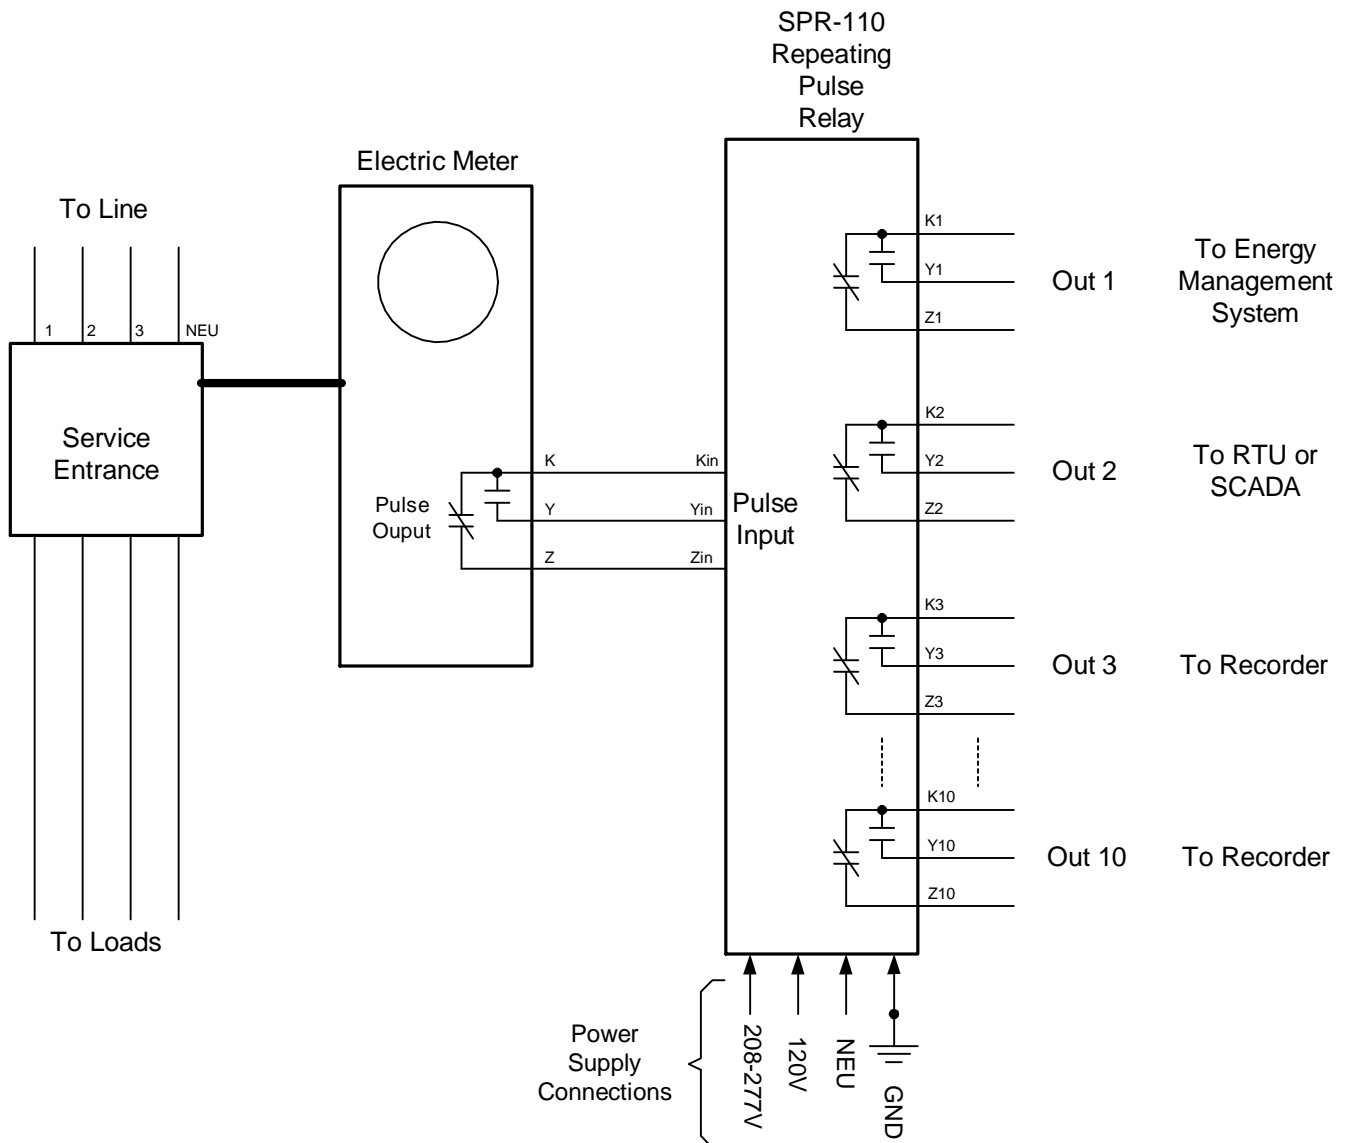 SPR-110
Repeating
Pulse
Relay
Electric Meter
To Line
1
2
3
NEU
Service
Entrance
To Loads
Pulse
Ouput
K
Y
Z
Kin
Yin
Zin
Pulse
Input
K1
Y1
Z1
Out 1
To Energy
Management
System
K2
Y2
Z2
Out 2
To RTU or
SCADA
K3
Y3
Z3
Out 3
To Recorder
K10
Y10
Z10
Out 10
To Recorder
Power
Supply
Connections
208-277V
120V
NEU
GND